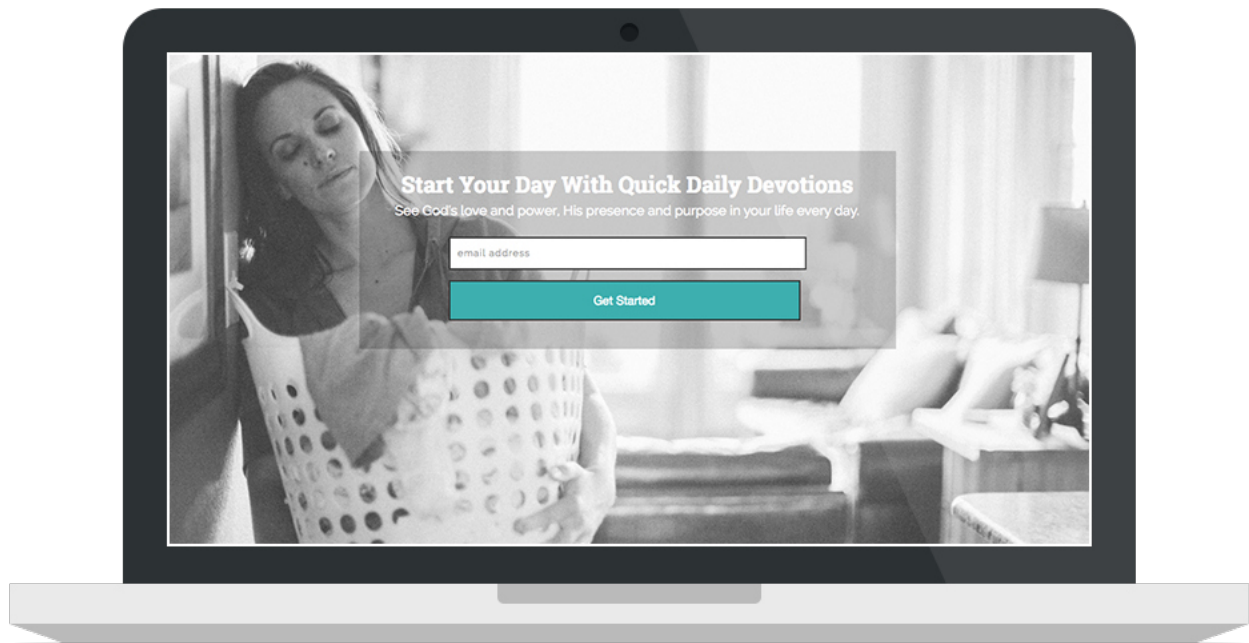 Start Your Day With Quick Daily Devotions
See God's love and power, His presence and purpose in your life every day.
email address
Get Started